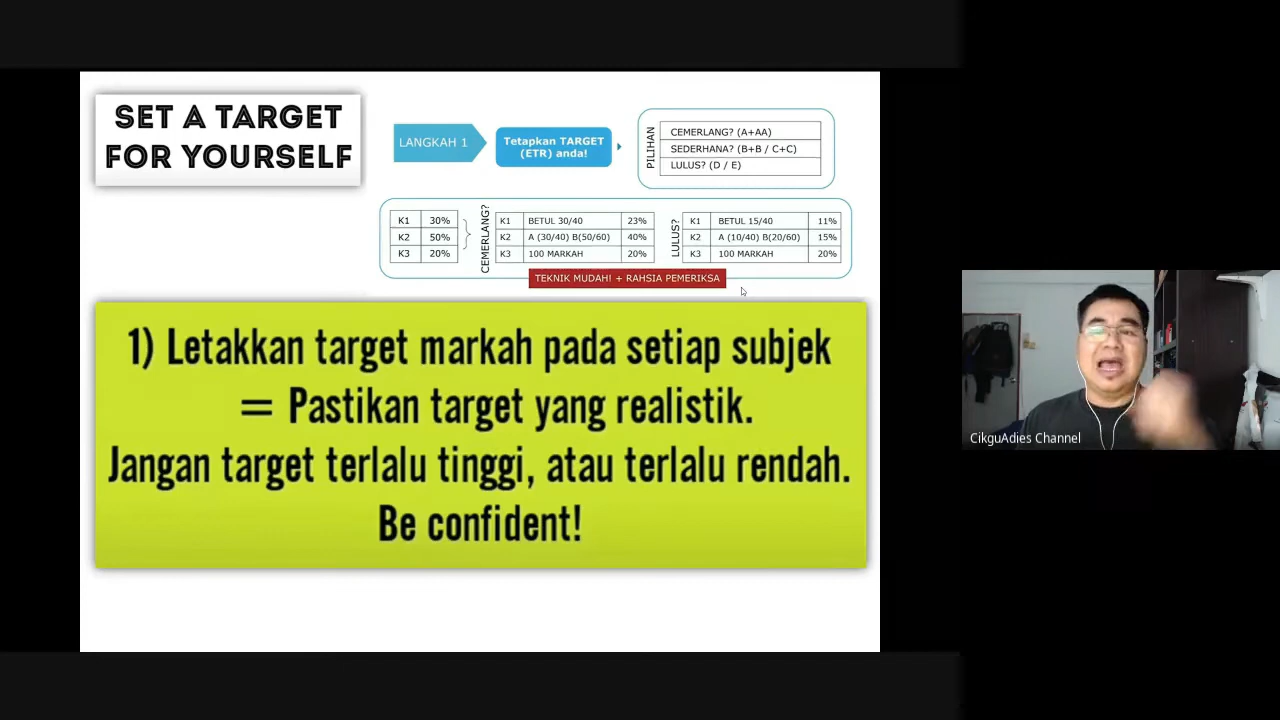 SET A TARGET
FOR YOURSELF
LANGKAH 1
Tetapkan TARGET
(ETR) anda!
PILIHAN
CEMERLANG? (A+AA)
SEDERHANA? (B+B / C+C)
LULUS? (D / E)
K1 30%
K2 50%
K3 20%
CEMERLANG?
K1 BETUL 30/40 23%
K2 A (30/40) B(50/60) 40%
K3 100 MARKAH 20%
LULUS?
K1 BETUL 15/40 11%
K2 A (10/40) B(20/60) 15%
K3 100 MARKAH 20%
TEKNIK MUDAH! + RAHSIA PEMERIKSA
1) Letakkan target markah pada setiap subjek
= Pastikan target yang realistik.
Jangan target terlalu tinggi, atau terlalu rendah.
Be confident!
CikguAdies Channel